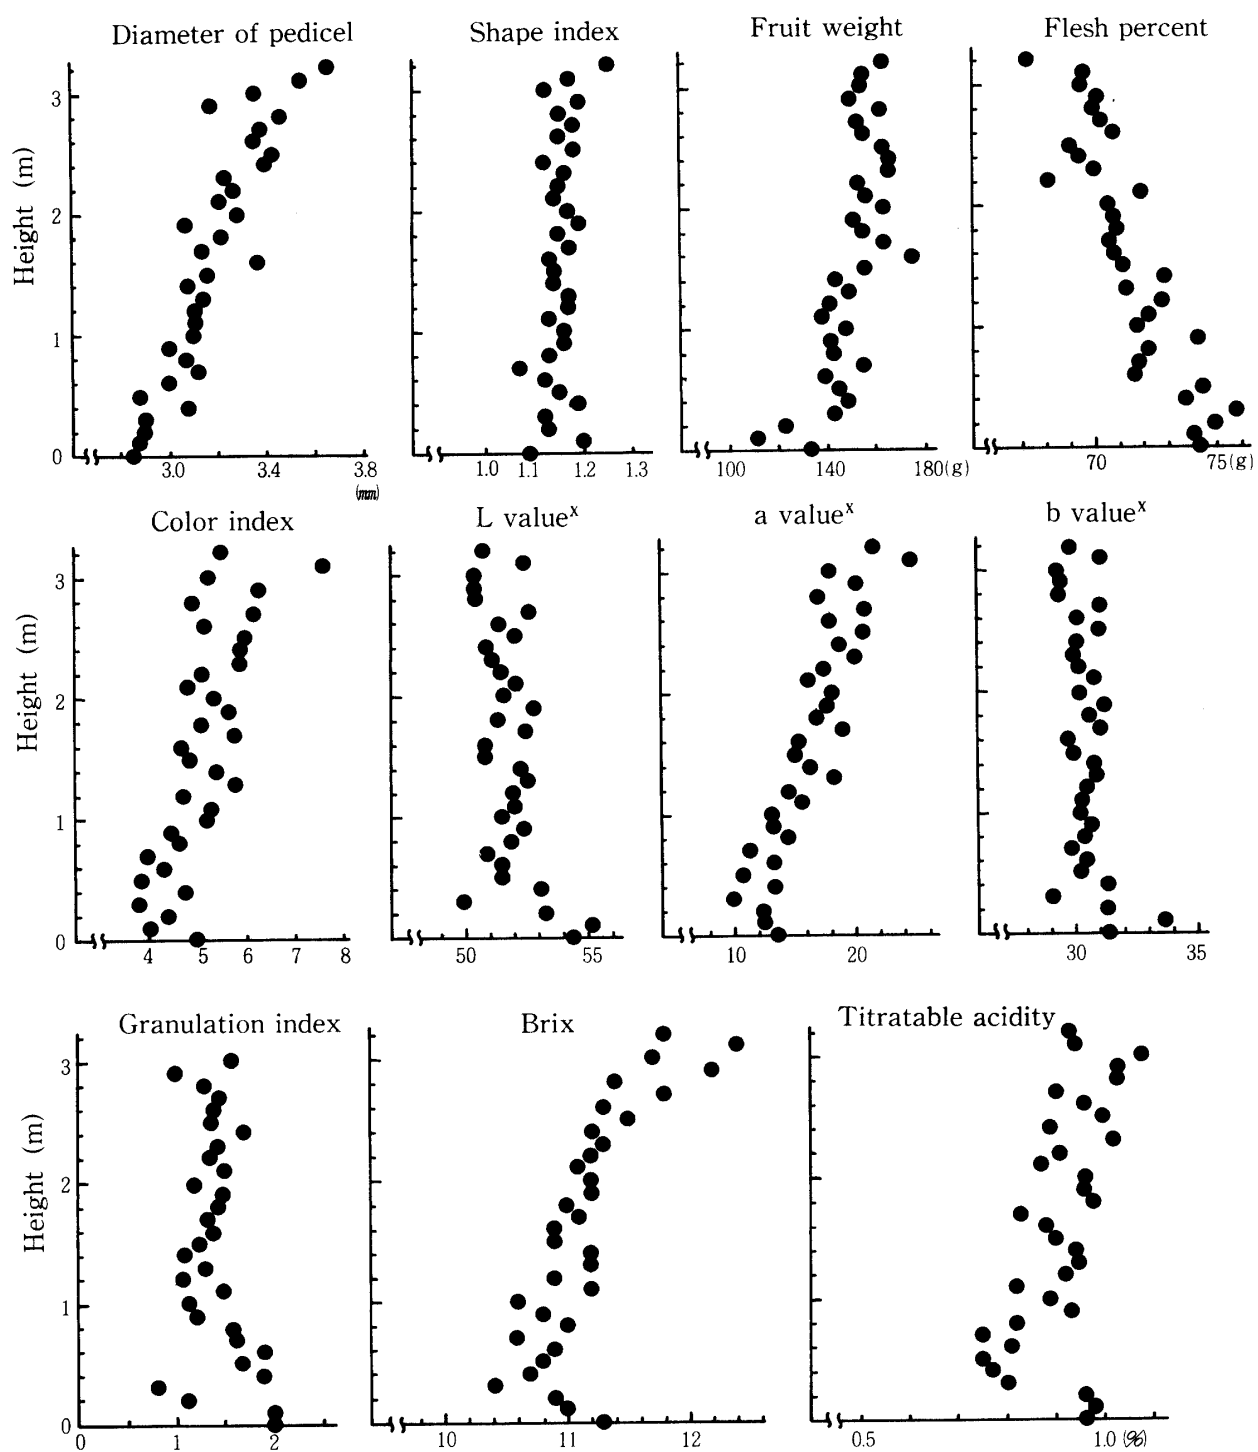 Diameter of pedicel Shape index Fruit weight Flesh percent
Height (m)
3
2
1
0
3.0 3.4 3.8
(mm)
1.0 1.1 1.2 1.3
100 140 180(g)
70 75(g)
Color index L valueˣ a valueˣ b valueˣ
Height (m)
3
2
1
0
4 5 6 7 8
50 55
10 20
30 35
Granulation index Brix Titratable acidity
Height (m)
3
2
1
0
0 1 2
10 11 12
0.5 1.0 (%)